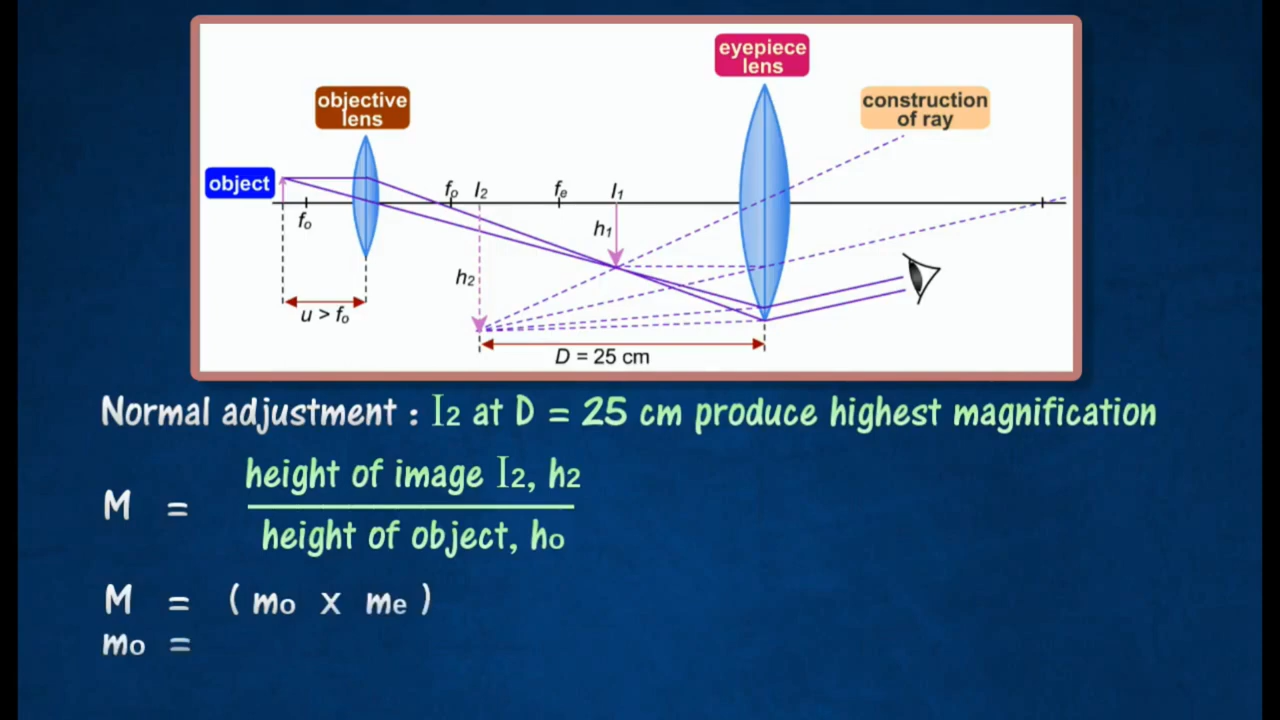 eyepiece
lens
objective
lens
construction
of ray
object
fo
I2
fe
I1
fo
h1
h2
u > fo
D = 25 cm
Normal adjustment : I2 at D = 25 cm produce highest magnification
M = height of image I2, h2
height of object, ho
M = ( mo x me )
mo =